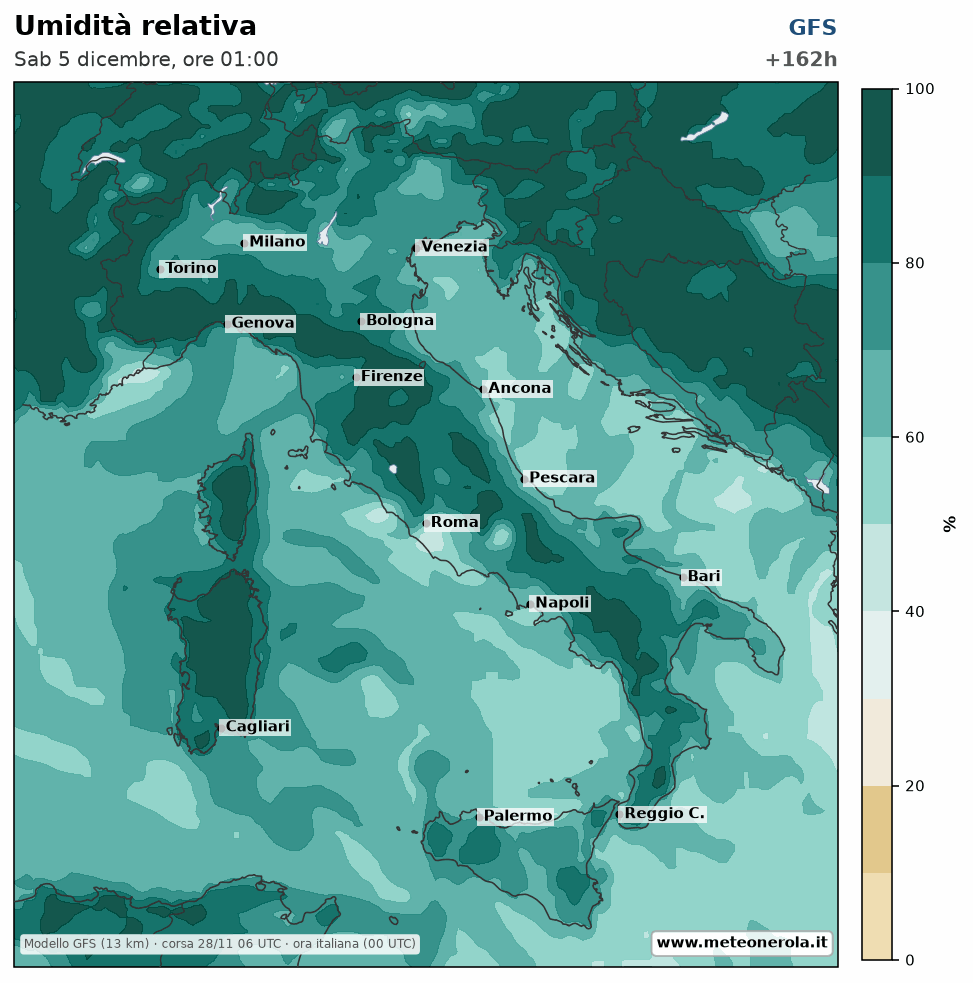 Umidità relativa
GFS
Sab 5 dicembre, ore 01:00
+162h
100
80
60
40
20
0
%
Milano
Venezia
Torino
Genova
Bologna
Firenze
Ancona
Pescara
Roma
Bari
Napoli
Cagliari
Palermo
Reggio C.
Modello GFS (13 km) · corsa 28/11 06 UTC · ora italiana (00 UTC)
www.meteonerola.it